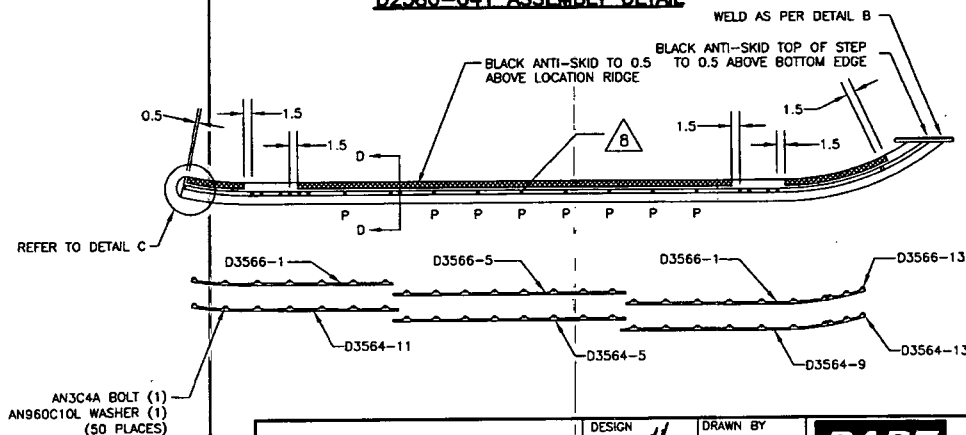 WELD AS PER DETAIL B
BLACK ANTI-SKID TO 0.5
ABOVE LOCATION RIDGE
BLACK ANTI-SKID TOP OF STEP
TO 0.5 ABOVE BOTTOM EDGE
0.5
1.5
1.5
1.5
1.5
1.5
D
8
D
P P P P P P P P
REFER TO DETAIL C
D3566-1
D3566-5
D3566-1
D3566-13
D3564-11
D3564-5
D3564-9
D3564-13
AN3C4A BOLT (1)
AN960C10L WASHER (1)
(50 PLACES)
DESIGN
DRAWN BY